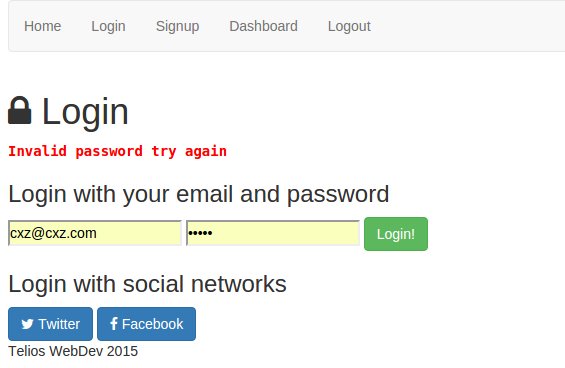 Home Login Signup Dashboard Logout
Login
Invalid password try again
Login with your email and password
cxz@cxz.com ••••• Login!
Login with social networks
Twitter Facebook
Telios WebDev 2015